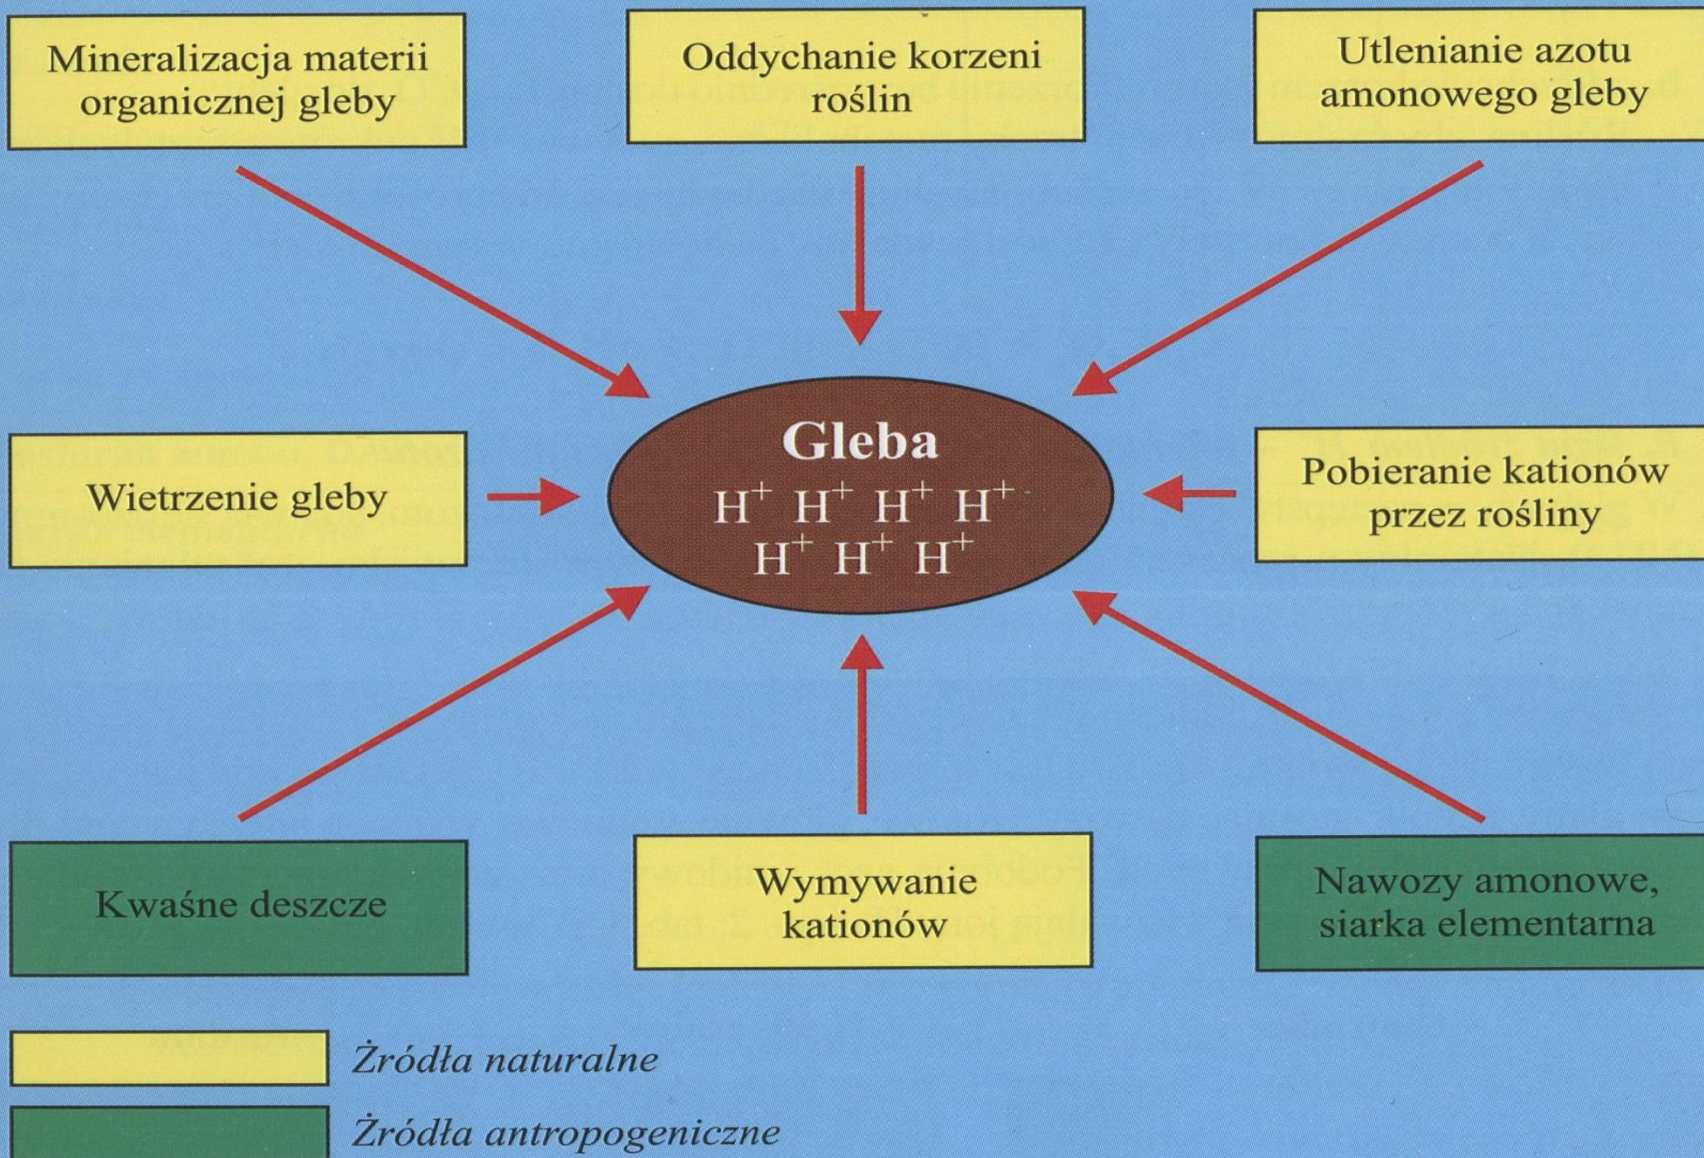 Mineralizacja materii
organicznej gleby
Oddychanie korzeni
roślin
Utlenianie azotu
amonowego gleby
Wietrzenie gleby
Gleba
H⁺ H⁺ H⁺ H⁺
H⁺ H⁺ H⁺
Pobieranie kationów
przez rośliny
Kwaśne deszcze
Wymywanie
kationów
Nawozy amonowe,
siarka elementarna
Źródła naturalne
Źródła antropogeniczne